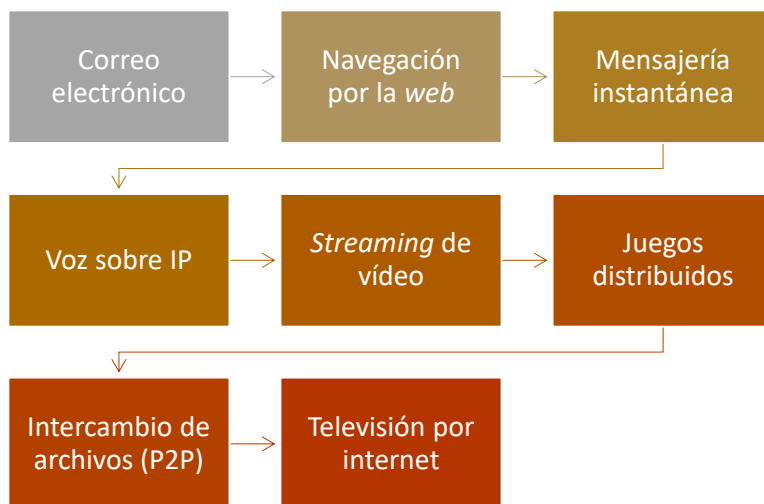 Correo
electrónico
Navegación
por la web
Mensajería
instantánea
Voz sobre IP
Streaming de
vídeo
Juegos
distribuidos
Intercambio de
archivos (P2P)
Televisión por
internet